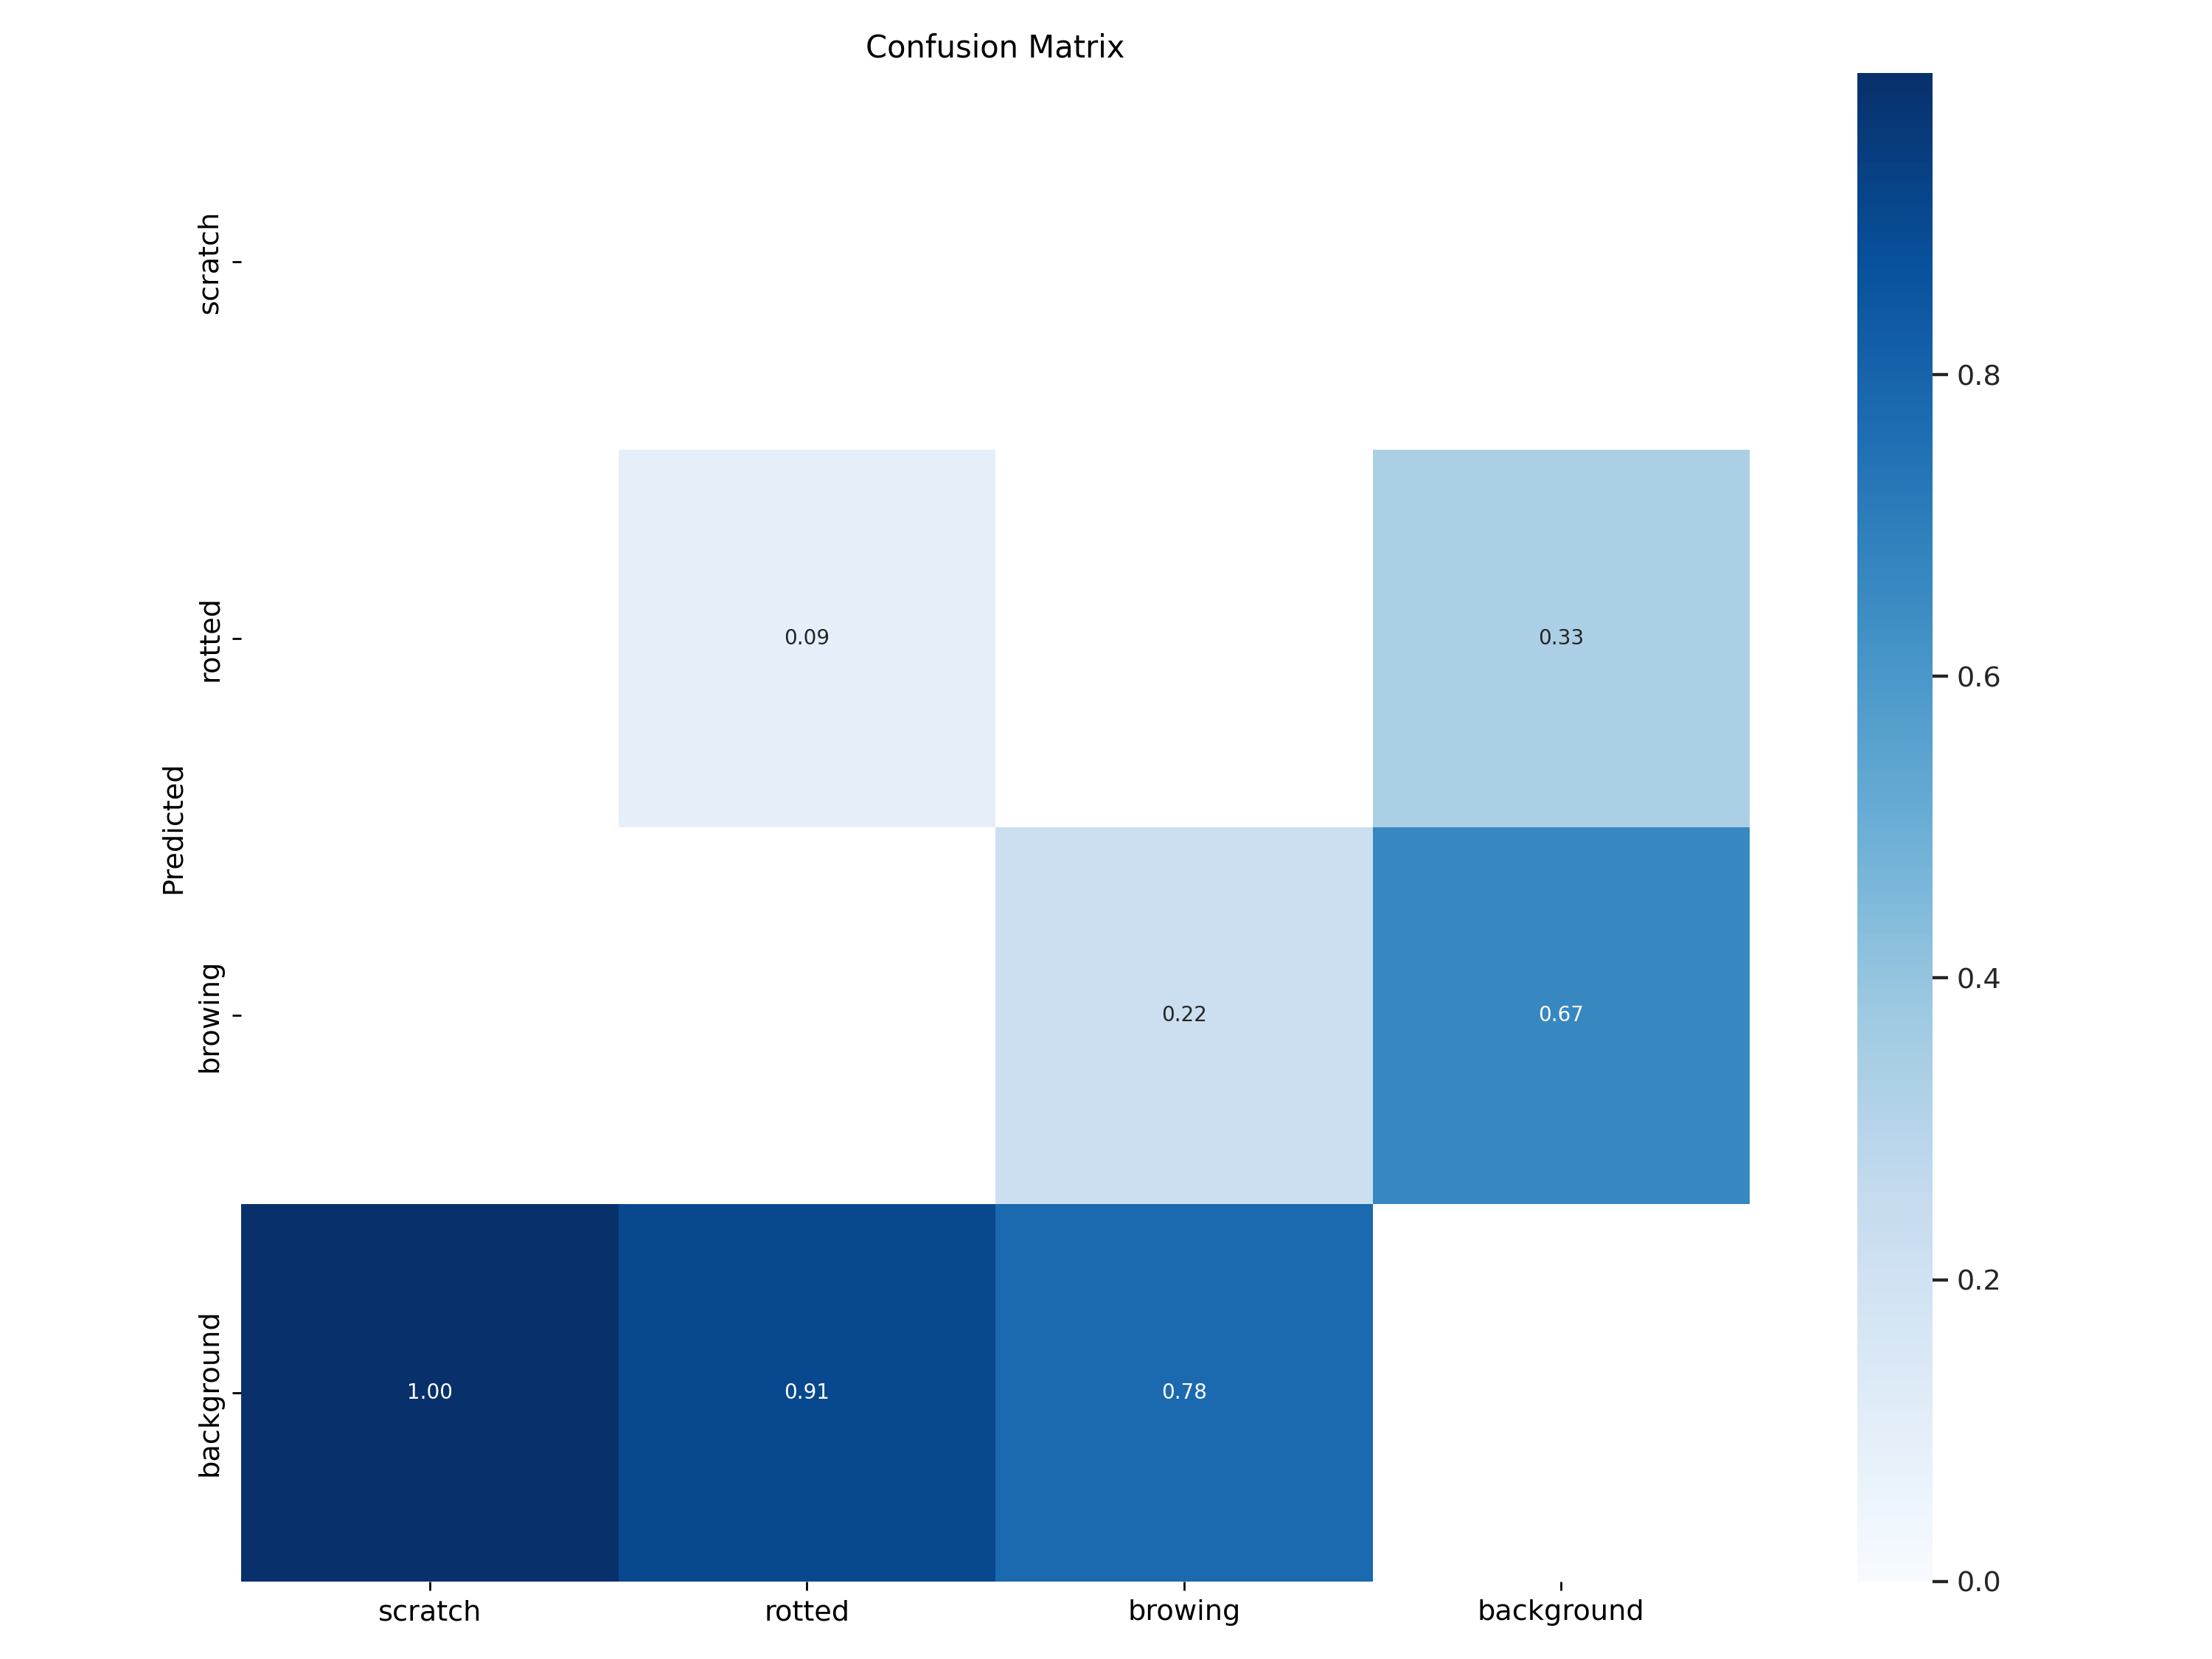 Confusion Matrix
scratch
rotted
0.09
0.33
Predicted
browing
0.22
0.67
background
1.00
0.91
0.78
scratch
rotted
browing
background
0.8
0.6
0.4
0.2
0.0